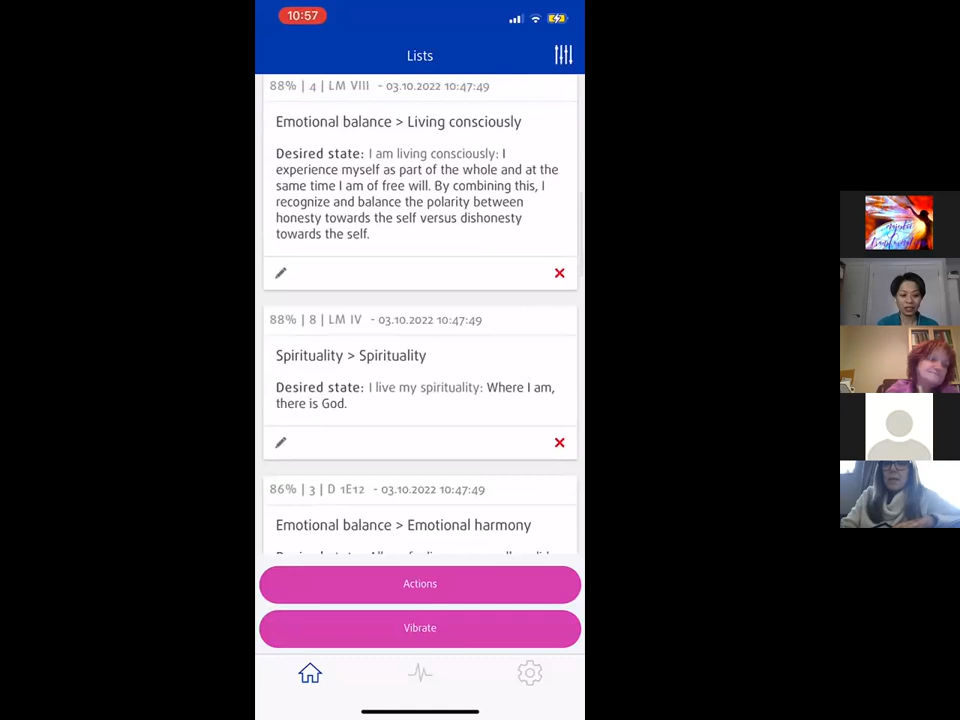 10:57
Lists
88% | 4 | LM VIII - 03.10.2022 10:47:49
Emotional balance > Living consciously
Desired state: I am living consciously: I
experience myself as part of the whole and at the
same time I am of free will. By combining this, I
recognize and balance the polarity between
honesty towards the self versus dishonesty
towards the self.
88% | 8 | LM IV - 03.10.2022 10:47:49
Spirituality > Spirituality
Desired state: I live my spirituality: Where I am,
there is God.
86% | 3 | D 1E12 - 03.10.2022 10:47:49
Emotional balance > Emotional harmony
Actions
Vibrate